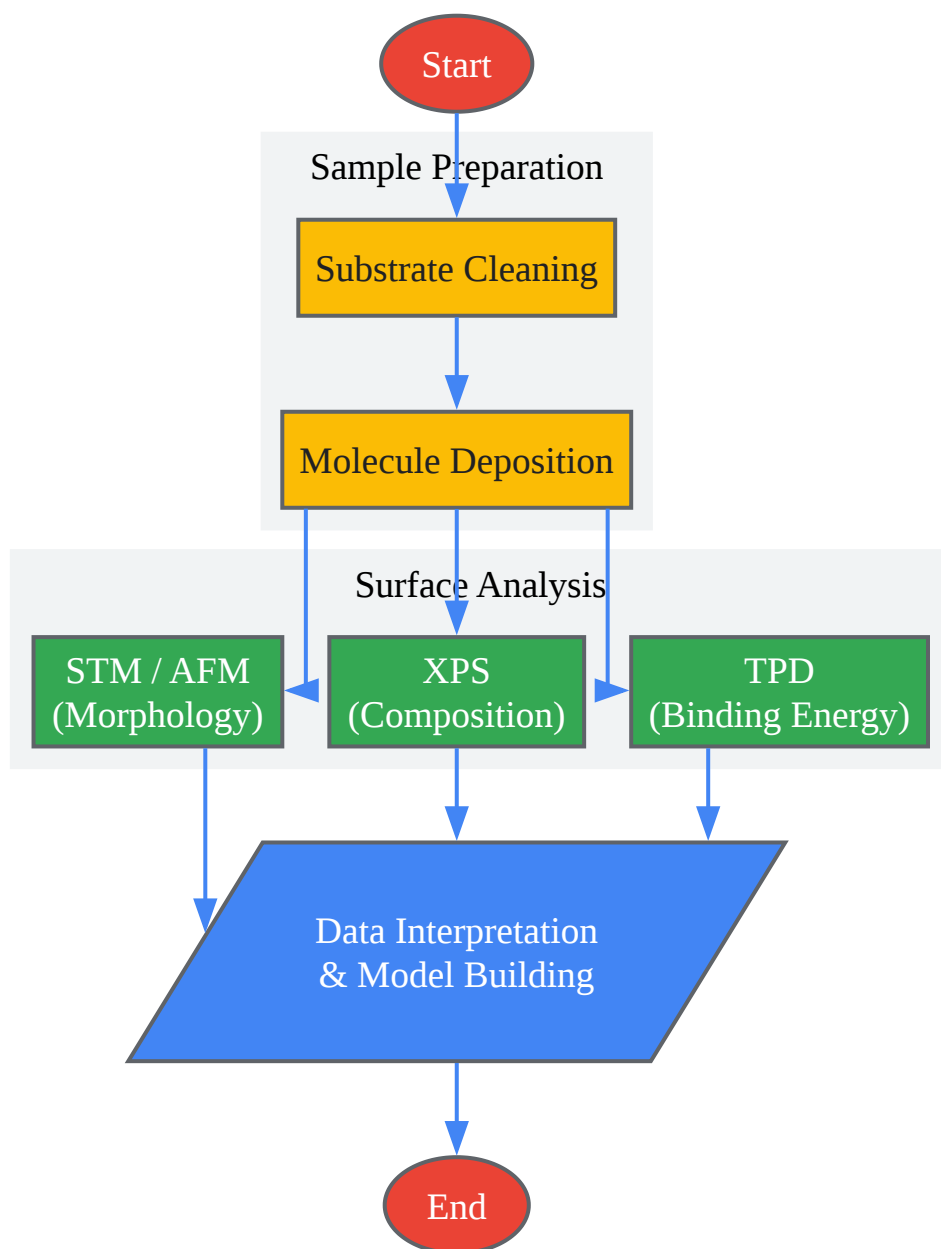 Start
Sample Preparation
Substrate Cleaning
Molecule Deposition
Surface Analysis
STM / AFM
(Morphology)
XPS
(Composition)
TPD
(Binding Energy)
Data Interpretation
& Model Building
End